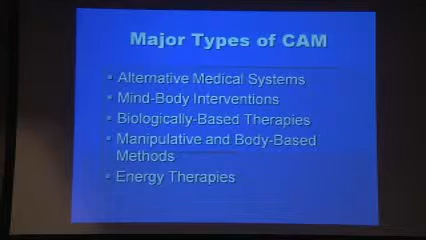 Major Types of CAM
▪ Alternative Medical Systems
▪ Mind-Body Interventions
▪ Biologically-Based Therapies
▪ Manipulative and Body-Based
Methods
▪ Energy Therapies